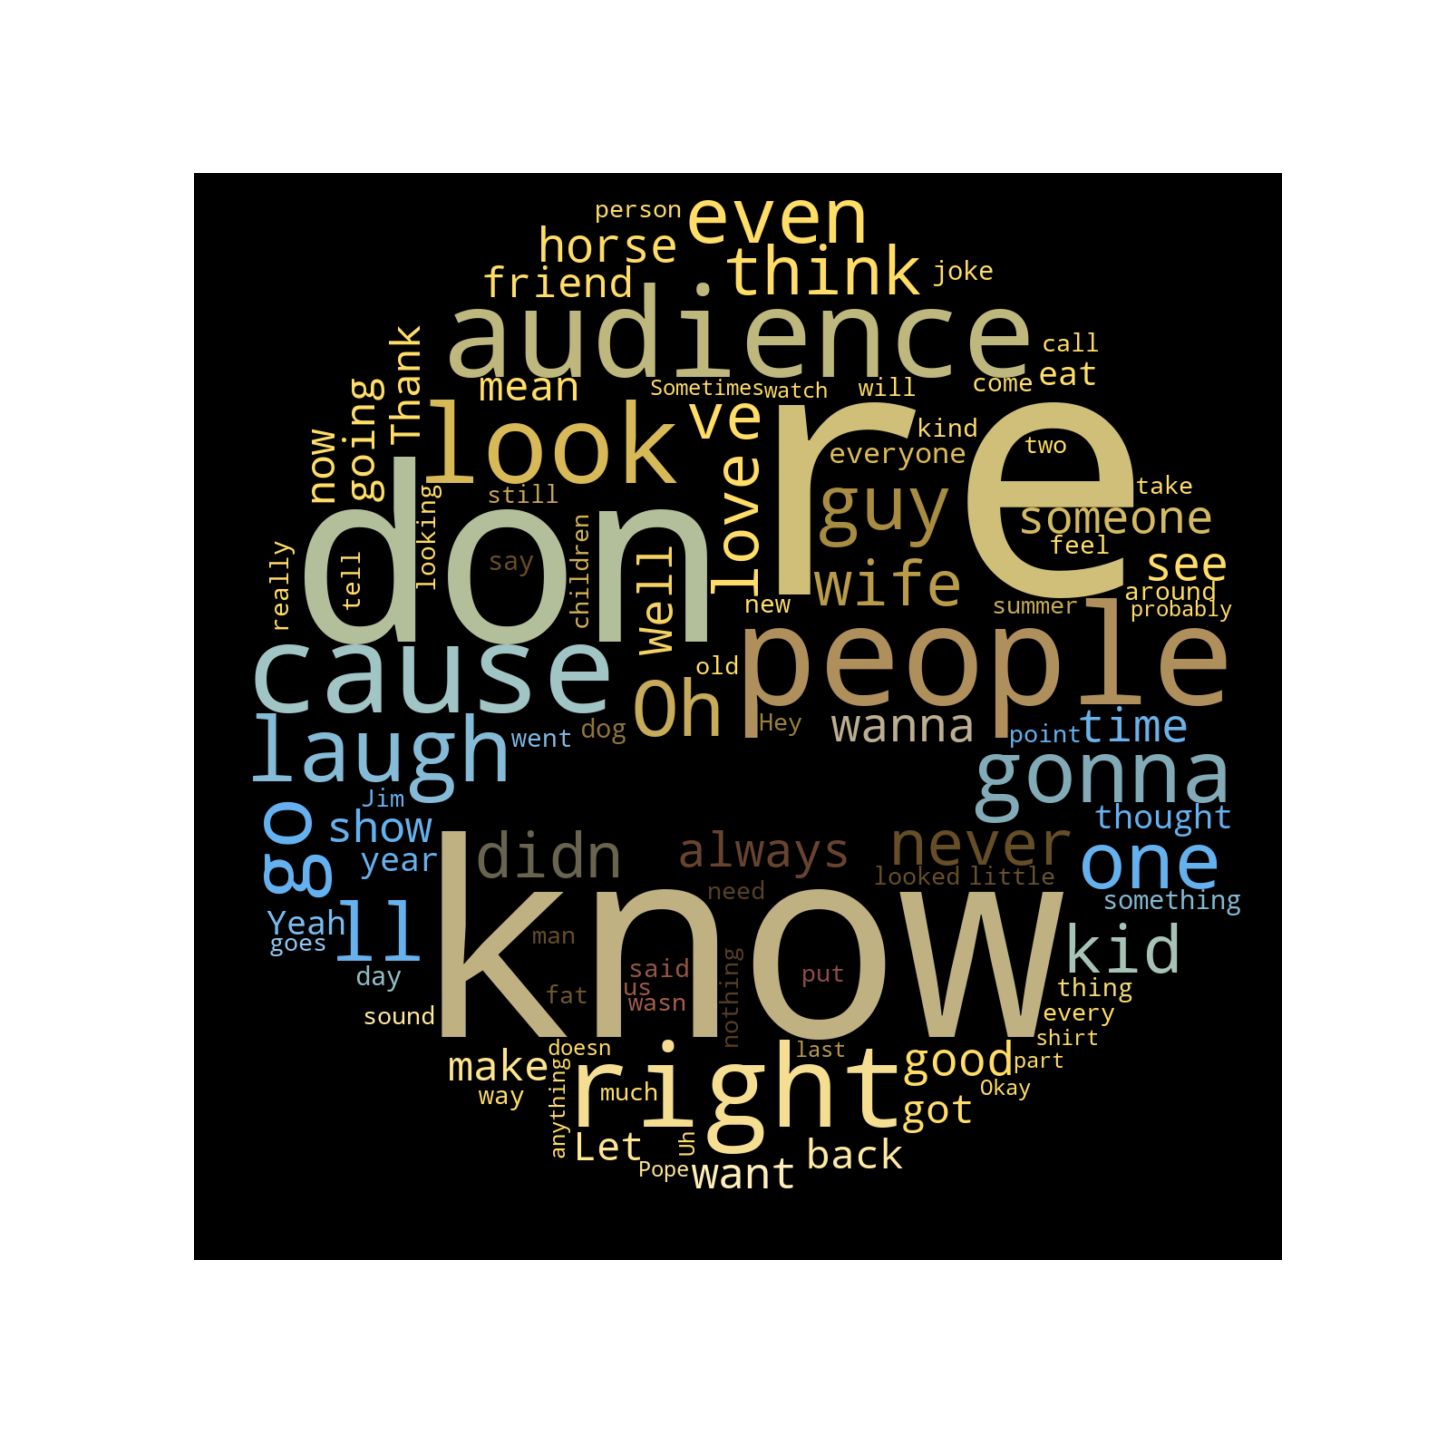 person
even
horse
think
friend
joke
audience
Thank
call
mean
Sometimes
watch
will
come
eat
going
now
look
ve
re
kind
everyone
two
love
still
looking
guy
take
someone
don
say
children
Well
feel
see
really
tell
wife
new
summer
around
probably
cause
people
old
Oh
laugh
went
dog
Hey
wanna
point
time
gonna
Jim
go
show
year
thought
know
didn
always
never
one
looked
little
need
something
Yeah
goes
ll
man
kid
day
said
put
us
wasn
fat
nothing
thing
sound
every
shirt
doesn
last
right
good
part
make
way
anything
much
got
Okay
Let
Uh
Pope
want
back